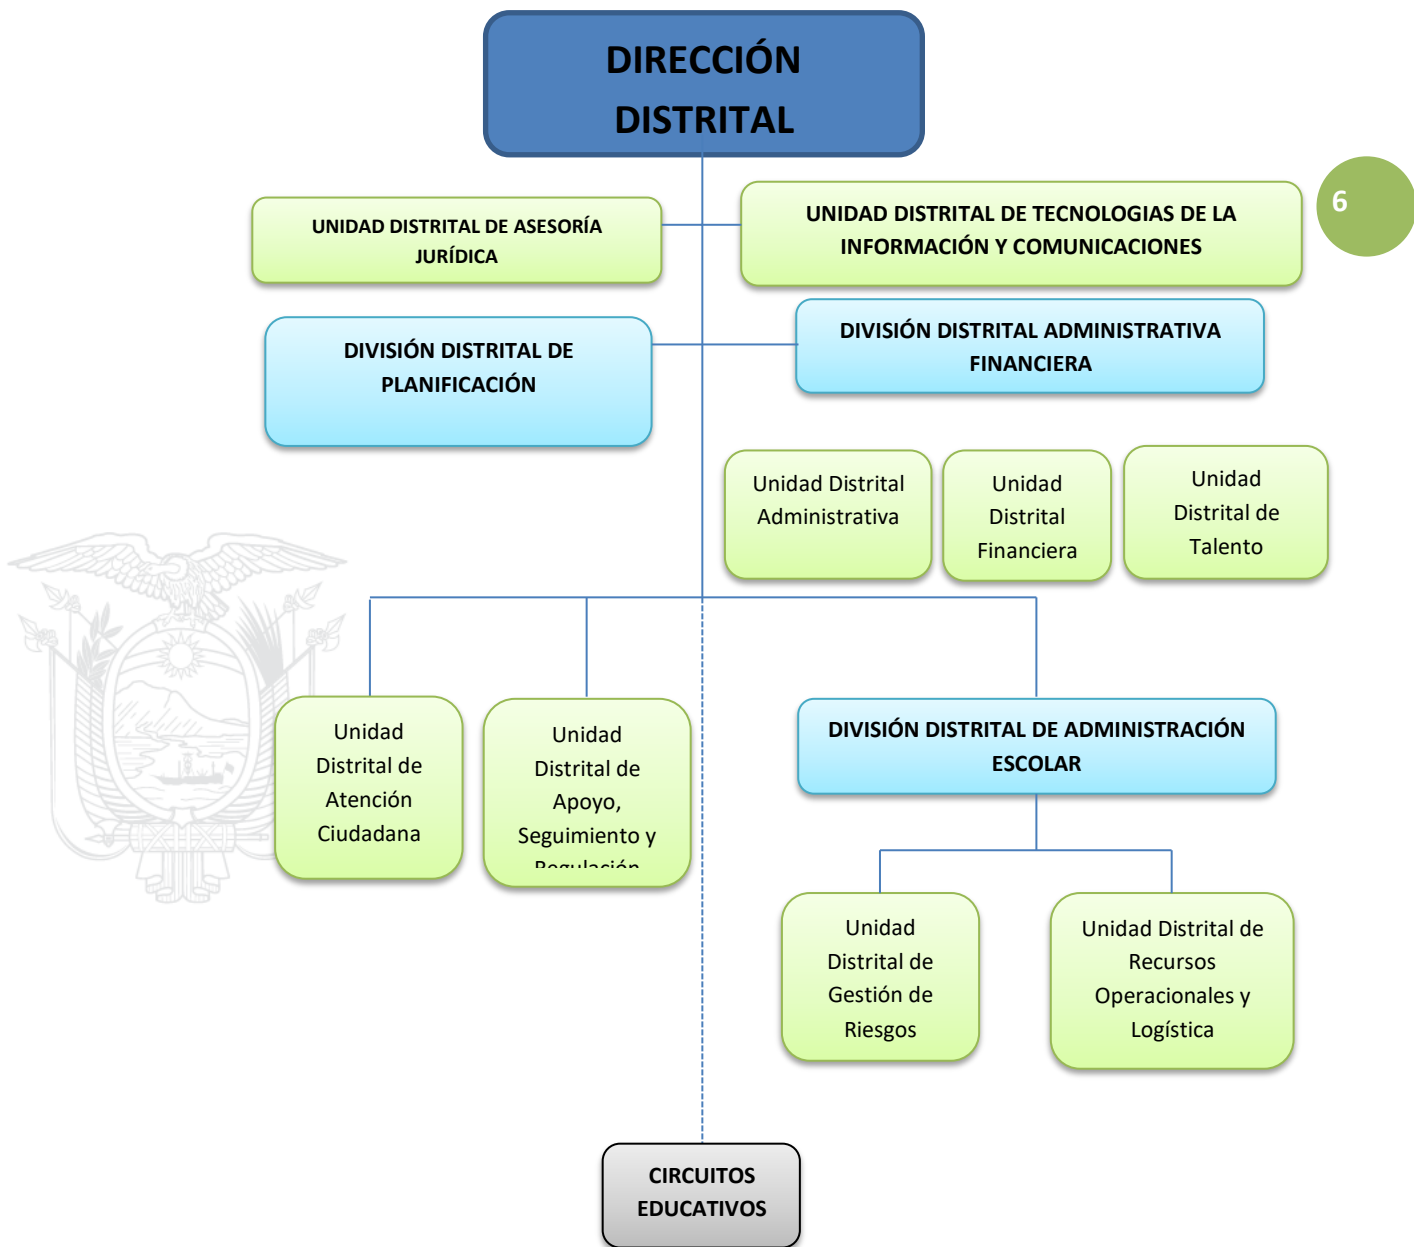 DIRECCIÓN
DISTRITAL
6
UNIDAD DISTRITAL DE ASESORÍA
JURÍDICA
UNIDAD DISTRITAL DE TECNOLOGIAS DE LA
INFORMACIÓN Y COMUNICACIONES
DIVISIÓN DISTRITAL DE
PLANIFICACIÓN
DIVISIÓN DISTRITAL ADMINISTRATIVA
FINANCIERA
Unidad Distrital
Administrativa
Unidad
Distrital
Financiera
Unidad
Distrital de
Talento
Unidad
Distrital de
Atención
Ciudadana
Unidad
Distrital de
Apoyo,
Seguimiento y
Regulación
DIVISIÓN DISTRITAL DE ADMINISTRACIÓN
ESCOLAR
Unidad
Distrital de
Gestión de
Riesgos
Unidad Distrital de
Recursos
Operacionales y
Logística
CIRCUITOS
EDUCATIVOS